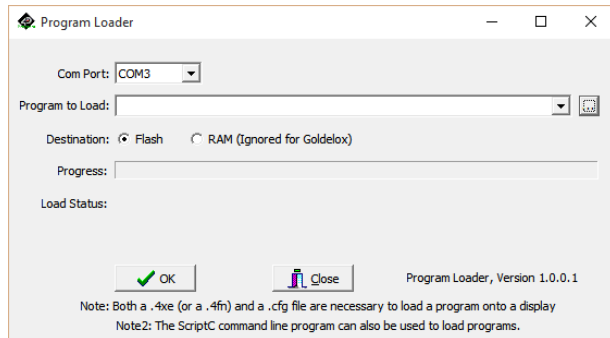 Program Loader
Com Port: COM3
Program to Load:
Destination: Flash RAM (Ignored for Goldelox)
Progress:
Load Status:
OK Close Program Loader, Version 1.0.0.1
Note: Both a .4xe (or a .4fn) and a .cfg file are necessary to load a program onto a display
Note2: The ScriptC command line program can also be used to load programs.